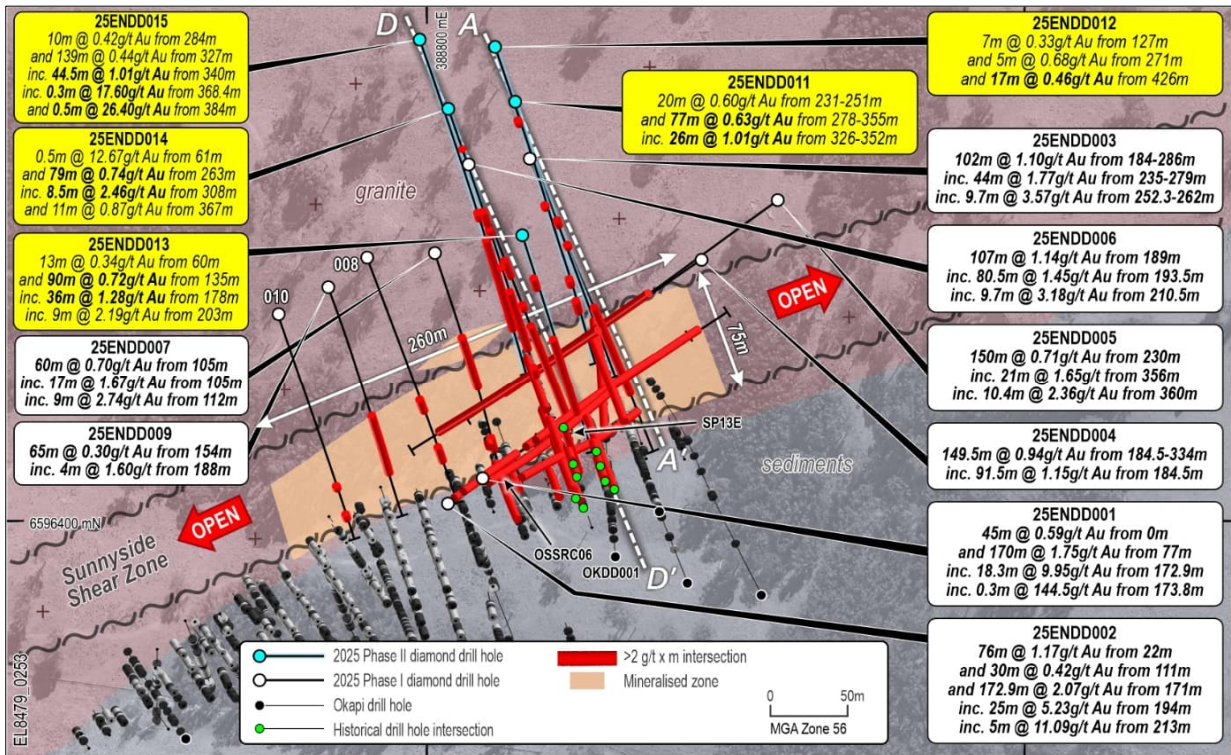 25ENDD015
10m @ 0.42g/t Au from 284m
and 139m @ 0.44g/t Au from 327m
inc. 44.5m @ 1.01g/t Au from 340m
inc. 0.3m @ 17.60g/t Au from 368.4m
and 0.5m @ 26.40g/t Au from 384m
25ENDD014
0.5m @ 12.67g/t Au from 61m
and 79m @ 0.74g/t Au from 263m
inc. 8.5m @ 2.46g/t Au from 308m
and 11m @ 0.87g/t Au from 367m
25ENDD013
13m @ 0.34g/t Au from 60m
and 90m @ 0.72g/t Au from 135m
inc. 36m @ 1.28g/t Au from 178m
inc. 9m @ 2.19g/t Au from 203m
25ENDD007
60m @ 0.70g/t Au from 105m
inc. 17m @ 1.67g/t Au from 105m
inc. 9m @ 2.74g/t Au from 112m
25ENDD009
65m @ 0.30g/t Au from 154m
inc. 4m @ 1.60g/t from 188m
D
388800 mE
A
25ENDD011
20m @ 0.60g/t Au from 231-251m
and 77m @ 0.63g/t Au from 278-355m
inc. 26m @ 1.01g/t Au from 326-352m
25ENDD012
7m @ 0.33g/t Au from 127m
and 5m @ 0.68g/t Au from 271m
and 17m @ 0.46g/t Au from 426m
25ENDD003
102m @ 1.10g/t Au from 184-286m
inc. 44m @ 1.77g/t Au from 235-279m
inc. 9.7m @ 3.57g/t Au from 252.3-262m
25ENDD006
107m @ 1.14g/t Au from 189m
inc. 80.5m @ 1.45g/t Au from 193.5m
inc. 9.7m @ 3.18g/t Au from 210.5m
25ENDD005
150m @ 0.71g/t Au from 230m
inc. 21m @ 1.65g/t Au from 356m
inc. 10.4m @ 2.36g/t Au from 360m
25ENDD004
149.5m @ 0.94g/t Au from 184.5-334m
inc. 91.5m @ 1.15g/t Au from 184.5m
25ENDD001
45m @ 0.59g/t Au from 0m
and 170m @ 1.75g/t Au from 77m
inc. 18.3m @ 9.95g/t Au from 172.9m
inc. 0.3m @ 144.5g/t Au from 173.8m
25ENDD002
76m @ 1.17g/t Au from 22m
and 30m @ 0.42g/t Au from 111m
and 172.9m @ 2.07g/t Au from 171m
inc. 25m @ 5.23g/t Au from 194m
inc. 5m @ 11.09g/t Au from 213m
granite
008
010
260m
75m
OPEN
OPEN
SP13E
A'
sediments
6596400 mN
Sunnyside
Shear Zone
OSSRC06
OKDD001
D'
EL8479_0253
2025 Phase II diamond drill hole
2025 Phase I diamond drill hole
Okapi drill hole
Historical drill hole intersection
>2 g/t x m intersection
Mineralised zone
0
50m
MGA Zone 56